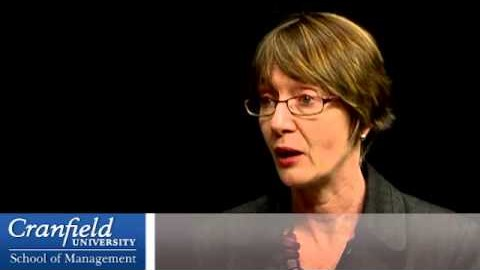 Cranfield
UNIVERSITY
School of Management